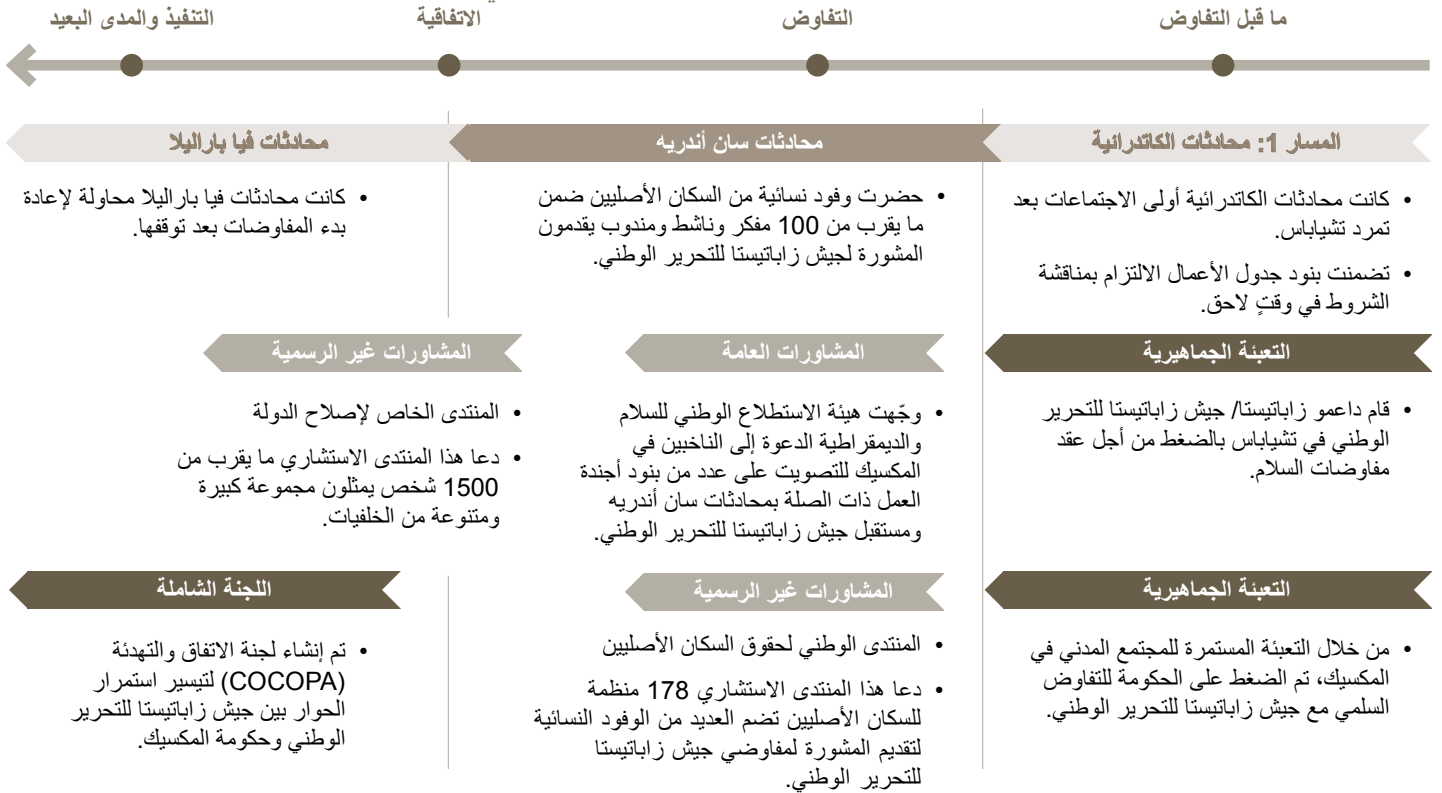 ما قبل التفاوض
التفاوض
الاتفاقية
التنفيذ والمدى البعيد
المسار 1: محادثات الكاتدرائية
محادثات سان أندريه
محادثات فيا باراليلا
• كانت محادثات الكاتدرائية أولى الاجتماعات بعد
تمرد تشياباس.
• تضمنت بنود جدول الأعمال الالتزام بمناقشة
الشروط في وقتٍ لاحق.
• حضرت وفود نسائية من السكان الأصليين ضمن
ما يقرب من 100 مفكر وناشط ومندوب يقدمون
المشورة لجيش زاباتيستا للتحرير الوطني.
• كانت محادثات فيا باراليلا محاولة لإعادة
بدء المفاوضات بعد توقفها.
التعبئة الجماهيرية
المشاورات العامة
المشاورات غير الرسمية
• قام داعمو زاباتيستا/ جيش زاباتيستا للتحرير
الوطني في تشياباس بالضغط من أجل عقد
مفاوضات السلام.
• وجّهت هيئة الاستطلاع الوطني للسلام
والديمقراطية الدعوة إلى الناخبين في
المكسيك للتصويت على عدد من بنود أجندة
العمل ذات الصلة بمحادثات سان أندريه
ومستقبل جيش زاباتيستا للتحرير الوطني.
• المنتدى الخاص لإصلاح الدولة
• دعا هذا المنتدى الاستشاري ما يقرب من
1500 شخص يمثلون مجموعة كبيرة
ومتنوعة من الخلفيات.
التعبئة الجماهيرية
المشاورات غير الرسمية
اللجنة الشاملة
• من خلال التعبئة المستمرة للمجتمع المدني في
المكسيك، تم الضغط على الحكومة للتفاوض
السلمي مع جيش زاباتيستا للتحرير الوطني.
• المنتدى الوطني لحقوق السكان الأصليين
• دعا هذا المنتدى الاستشاري 178 منظمة
للسكان الأصليين تضم العديد من الوفود النسائية
لتقديم المشورة لمفاوضي جيش زاباتيستا
للتحرير الوطني.
• تم إنشاء لجنة الاتفاق والتهدئة
(COCOPA) لتيسير استمرار
الحوار بين جيش زاباتيستا للتحرير
الوطني وحكومة المكسيك.